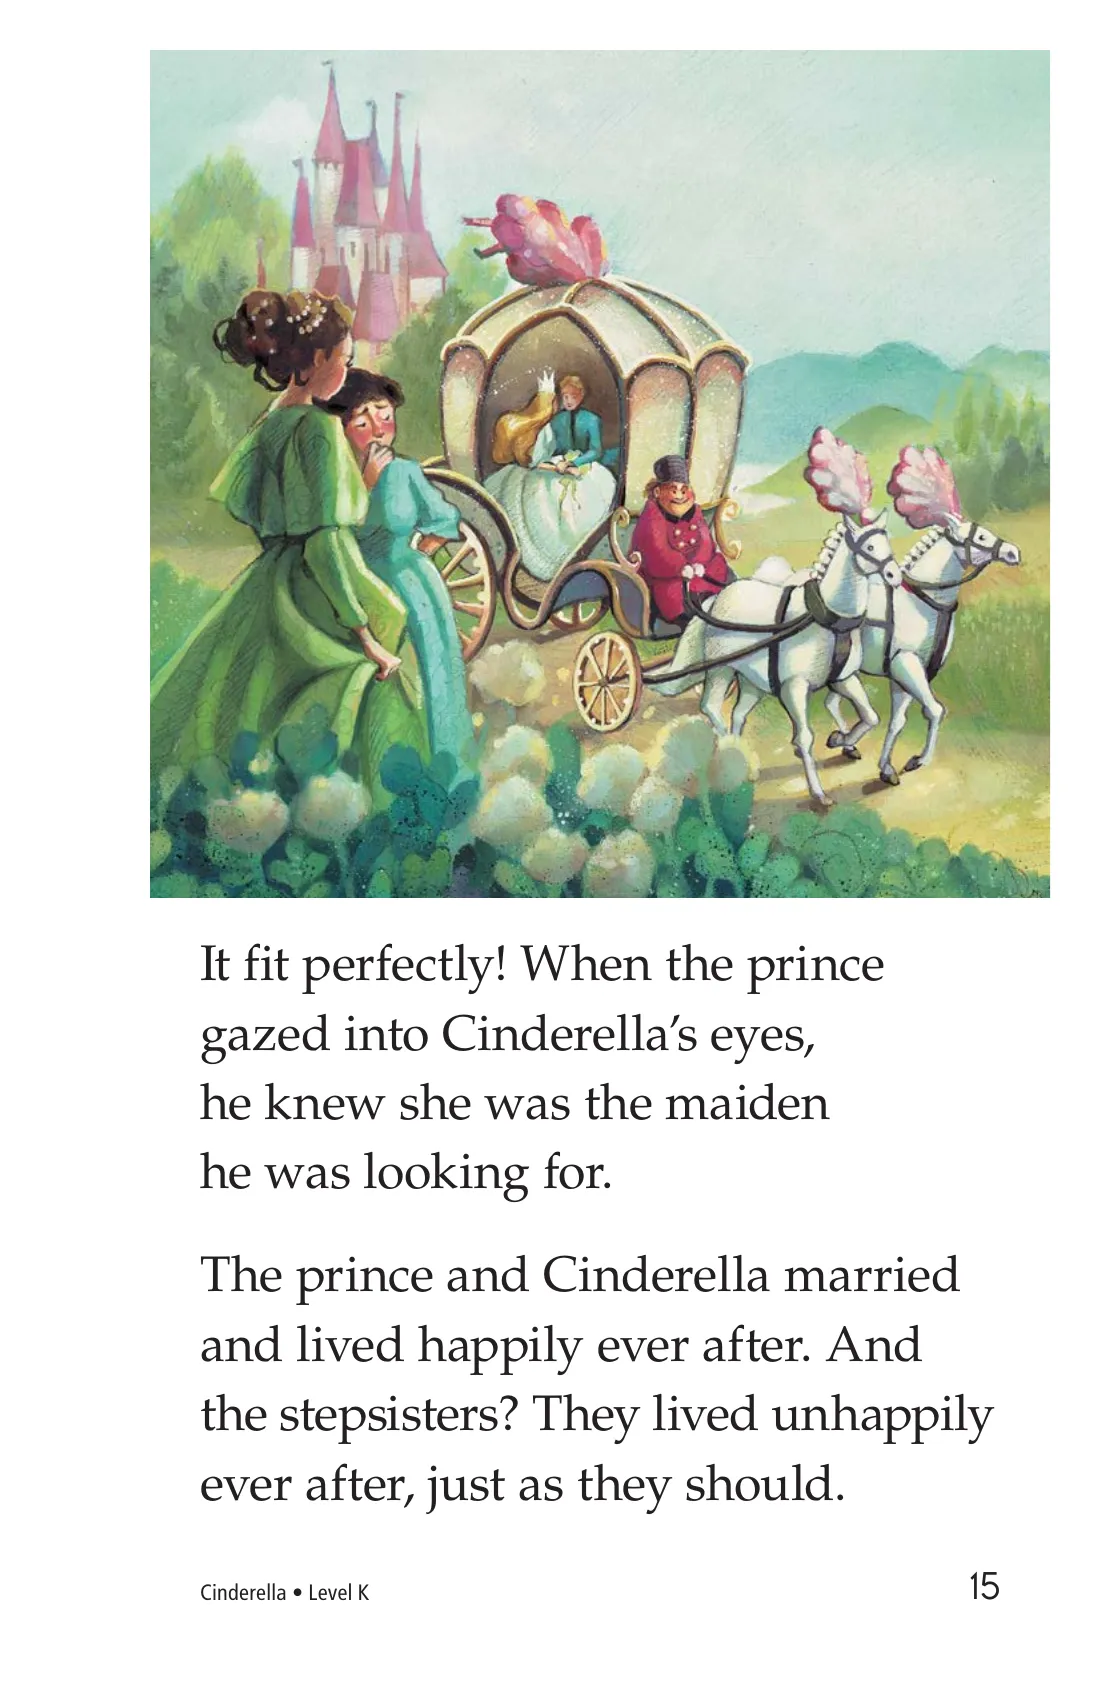 It fit perfectly! When the prince
gazed into Cinderella’s eyes,
he knew she was the maiden
he was looking for.
The prince and Cinderella married
and lived happily ever after. And
the stepsisters? They lived unhappily
ever after, just as they should.
Cinderella • Level K
15